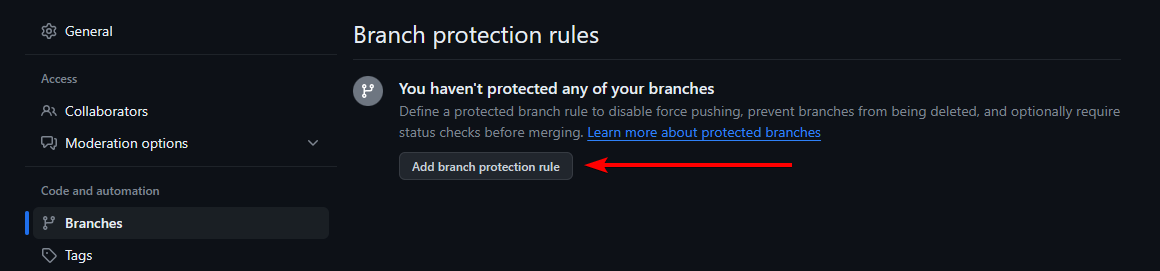 General
Access
Collaborators
Moderation options
Code and automation
Branches
Tags
Branch protection rules
You haven't protected any of your branches
Define a protected branch rule to disable force pushing, prevent branches from being deleted, and optionally require
status checks before merging. Learn more about protected branches
Add branch protection rule